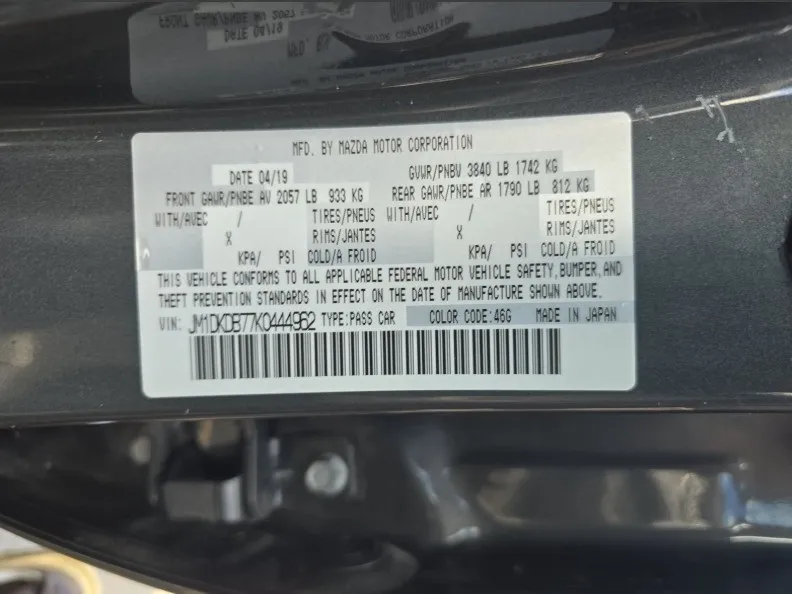 MFD. BY MAZDA MOTOR CORPORATION
DATE 04/19 GVWR/PNBV 3840 LB 1742 KG
FRONT GAWR/PNBE AV 2057 LB 933 KG REAR GAWR/PNBE AR 1790 LB 812 KG
WITH/AVEC / TIRES/PNEUS WITH/AVEC / TIRES/PNEUS
X RIMS/JANTES X RIMS/JANTES
KPA/ PSI COLD/A FROID KPA/ PSI COLD/A FROID
THIS VEHICLE CONFORMS TO ALL APPLICABLE FEDERAL MOTOR VEHICLE SAFETY, BUMPER, AND
THEFT PREVENTION STANDARDS IN EFFECT ON THE DATE OF MANUFACTURE SHOWN ABOVE.
VIN: JM1DKDB77K0444962 TYPE:PASS CAR COLOR CODE:46G MADE IN JAPAN